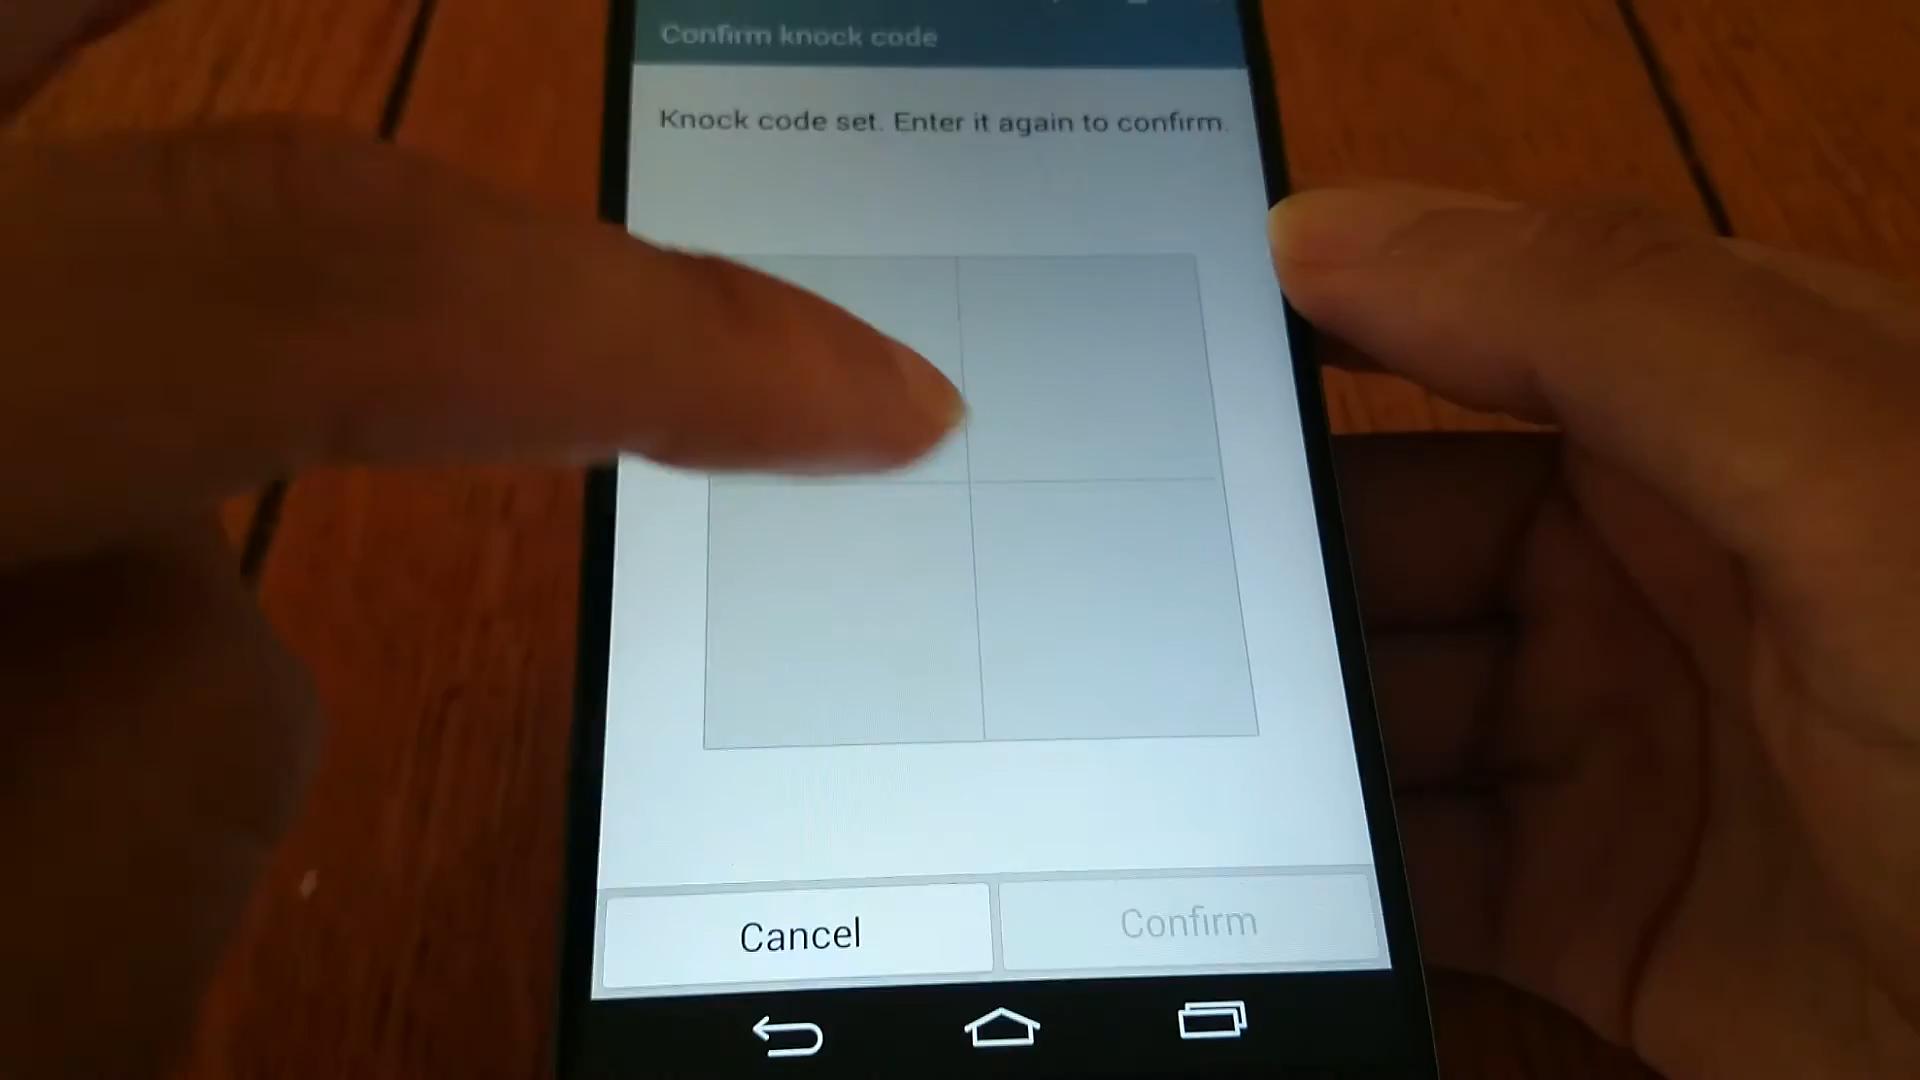 Confirm knock code
Knock code set. Enter it again to confirm.
Cancel
Confirm